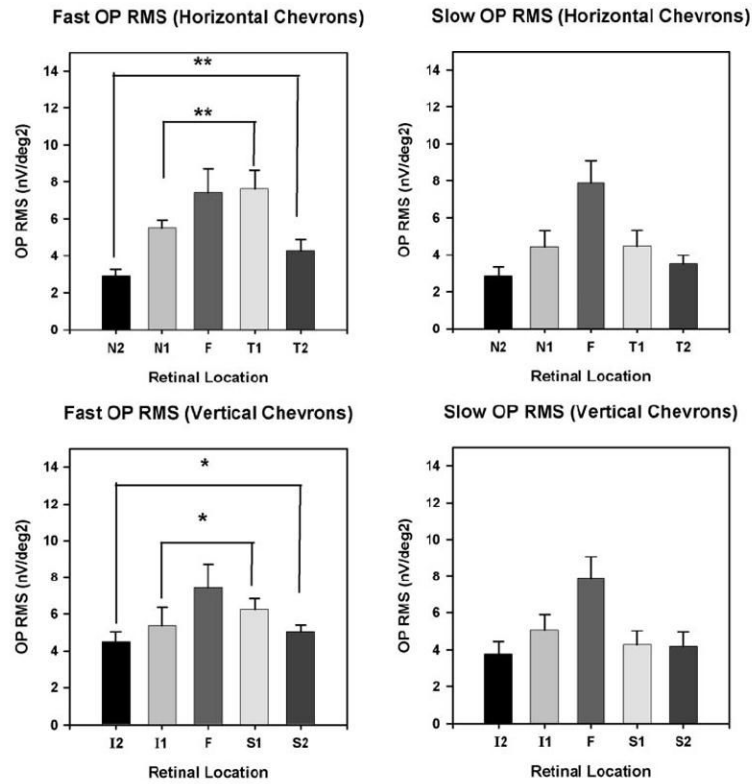 Fast OP RMS (Horizontal Chevrons)
OP RMS (nV/deg2)
14
12
10
8
6
4
2
0
**
**
N2 N1 F T1 T2
Retinal Location
Slow OP RMS (Horizontal Chevrons)
OP RMS (nV/deg2)
14
12
10
8
6
4
2
0
N2 N1 F T1 T2
Retinal Location
Fast OP RMS (Vertical Chevrons)
OP RMS (nV/deg2)
14
12
10
8
6
4
2
0
*
*
I2 I1 F S1 S2
Retinal Location
Slow OP RMS (Vertical Chevrons)
OP RMS (nV/deg2)
14
12
10
8
6
4
2
0
I2 I1 F S1 S2
Retinal Location